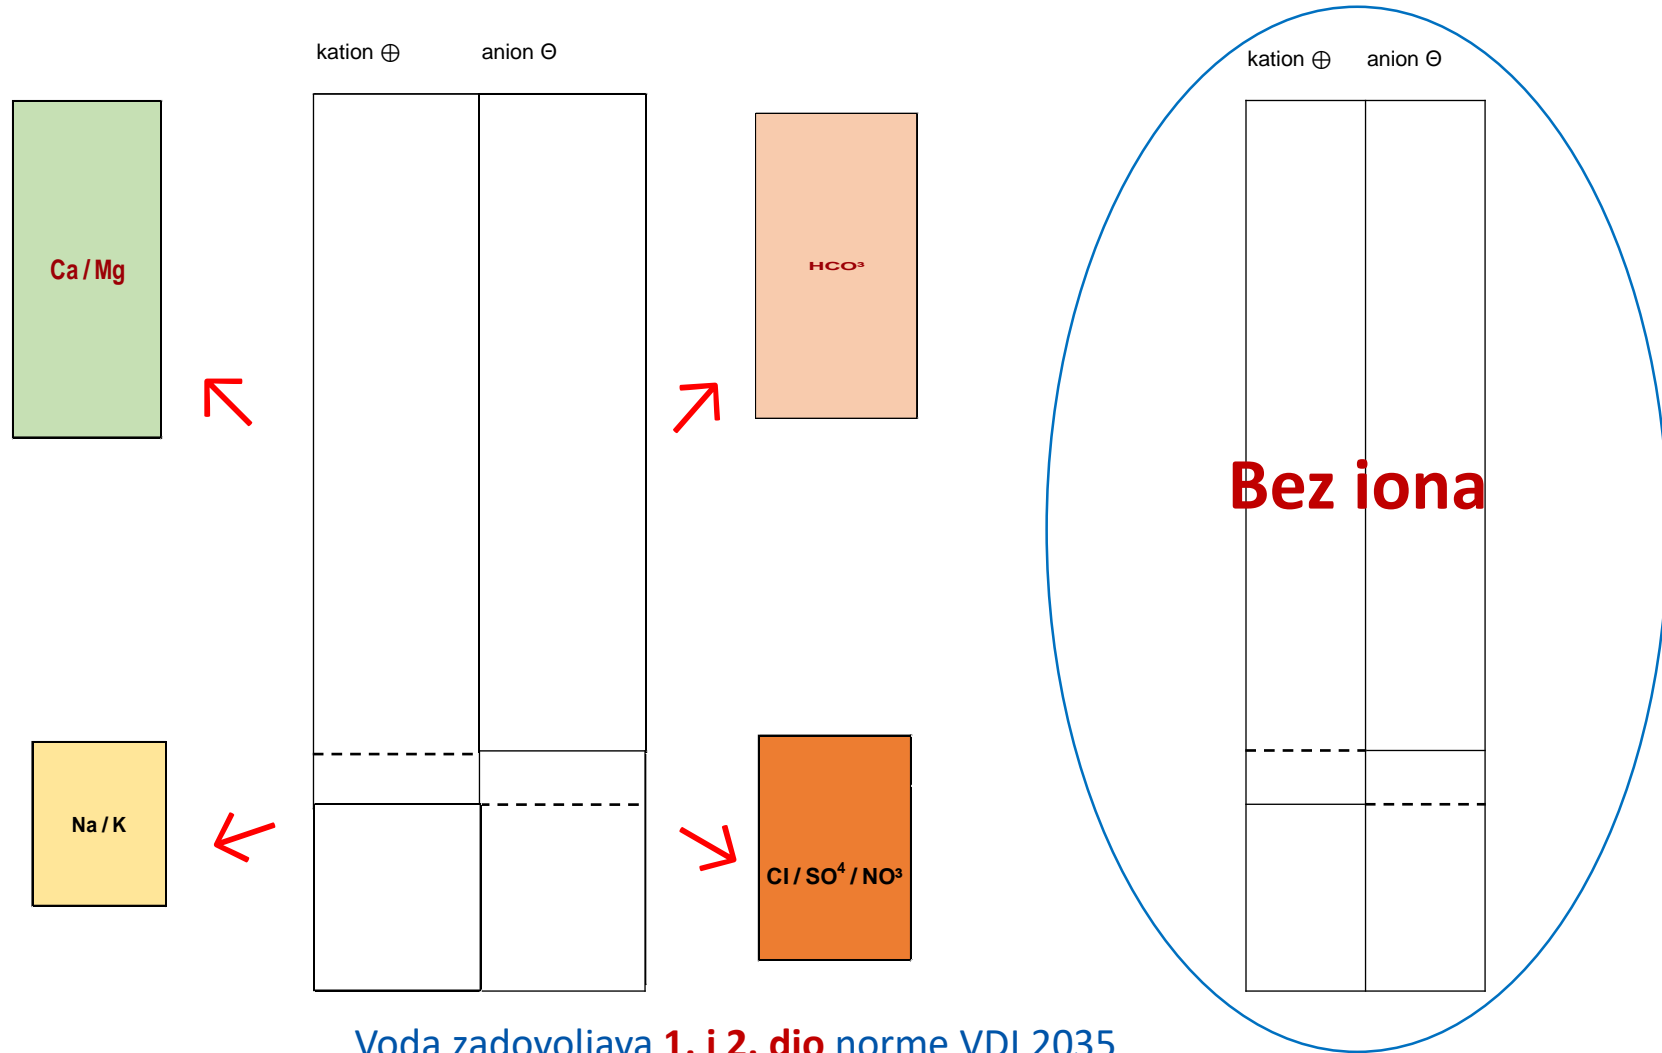 kation ⊕ anion Θ
kation ⊕ anion Θ
Ca / Mg
HCO³
Bez iona
Na / K
Cl / SO⁴ / NO³
Voda zadovoljava 1. i 2. dio norme VDI 2035